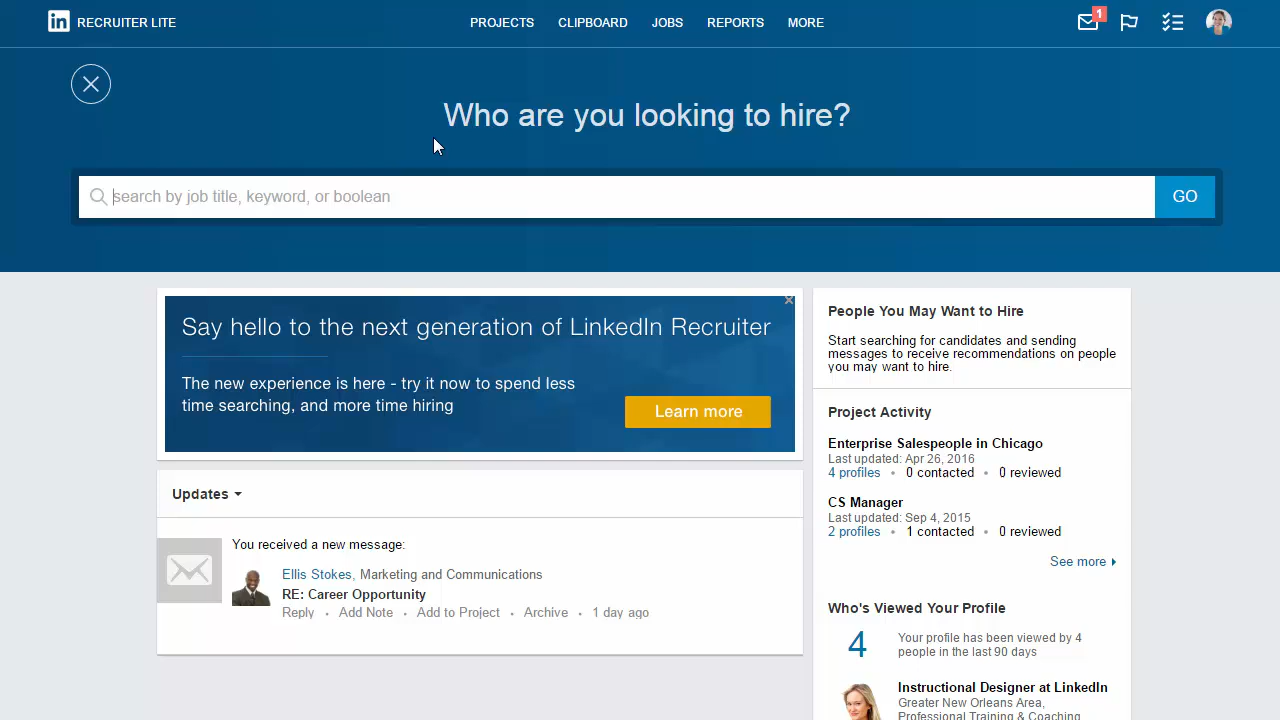 in RECRUITER LITE
PROJECTS CLIPBOARD JOBS REPORTS MORE
1
Who are you looking to hire?
search by job title, keyword, or boolean
GO
Say hello to the next generation of LinkedIn Recruiter
The new experience is here - try it now to spend less
time searching, and more time hiring
Learn more
Updates
You received a new message:
Ellis Stokes, Marketing and Communications
RE: Career Opportunity
Reply • Add Note • Add to Project • Archive • 1 day ago
People You May Want to Hire
Start searching for candidates and sending
messages to receive recommendations on people
you may want to hire.
Project Activity
Enterprise Salespeople in Chicago
Last updated: Apr 26, 2016
4 profiles • 0 contacted • 0 reviewed
CS Manager
Last updated: Sep 4, 2015
2 profiles • 1 contacted • 0 reviewed
See more
Who's Viewed Your Profile
4
Your profile has been viewed by 4
people in the last 90 days
Instructional Designer at LinkedIn
Greater New Orleans Area,
Professional Training & Coaching